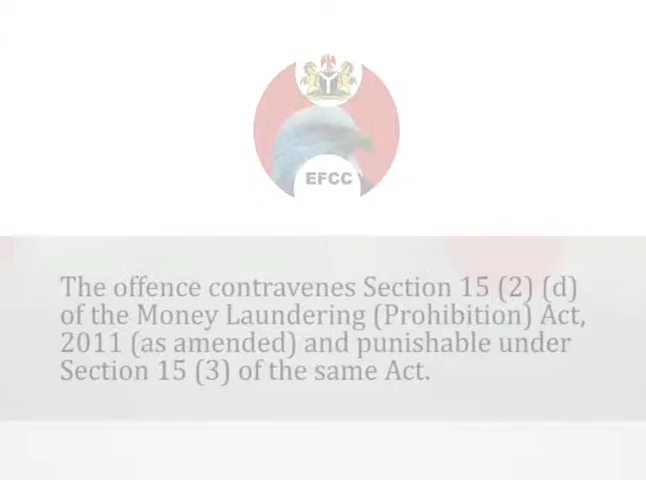 EFCC
The offence contravenes Section 15 (2) (d)
of the Money Laundering (Prohibition) Act,
2011 (as amended) and punishable under
Section 15 (3) of the same Act.